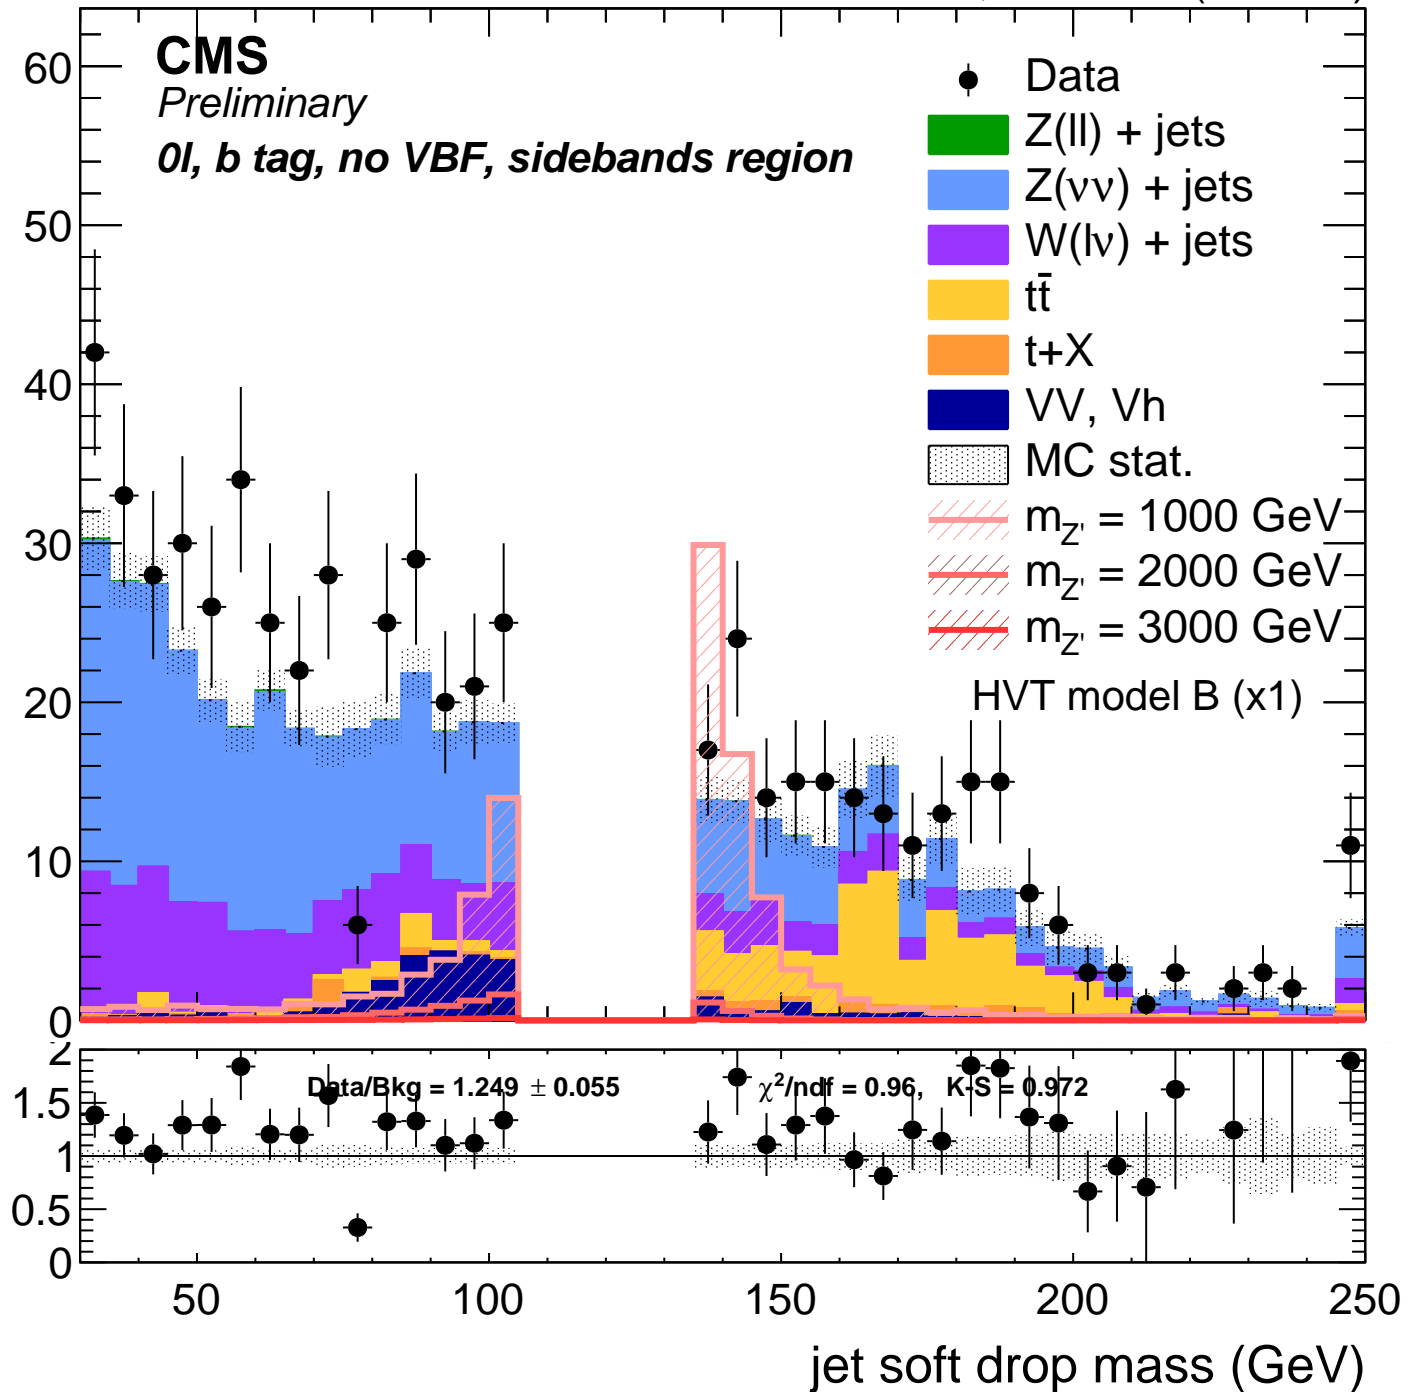 CMS
Preliminary
0l, b tag, no VBF, sidebands region
Data
Z(ll) + jets
Z(νν) + jets
W(lν) + jets
tt̄
t+X
VV, Vh
MC stat.
m_Z' = 1000 GeV
m_Z' = 2000 GeV
m_Z' = 3000 GeV
HVT model B (x1)
60
50
40
30
20
10
0
Data/Bkg = 1.249 ± 0.055
χ²/ndf = 0.96, K-S = 0.972
2
1.5
1
0.5
0
50 100 150 200 250
jet soft drop mass (GeV)